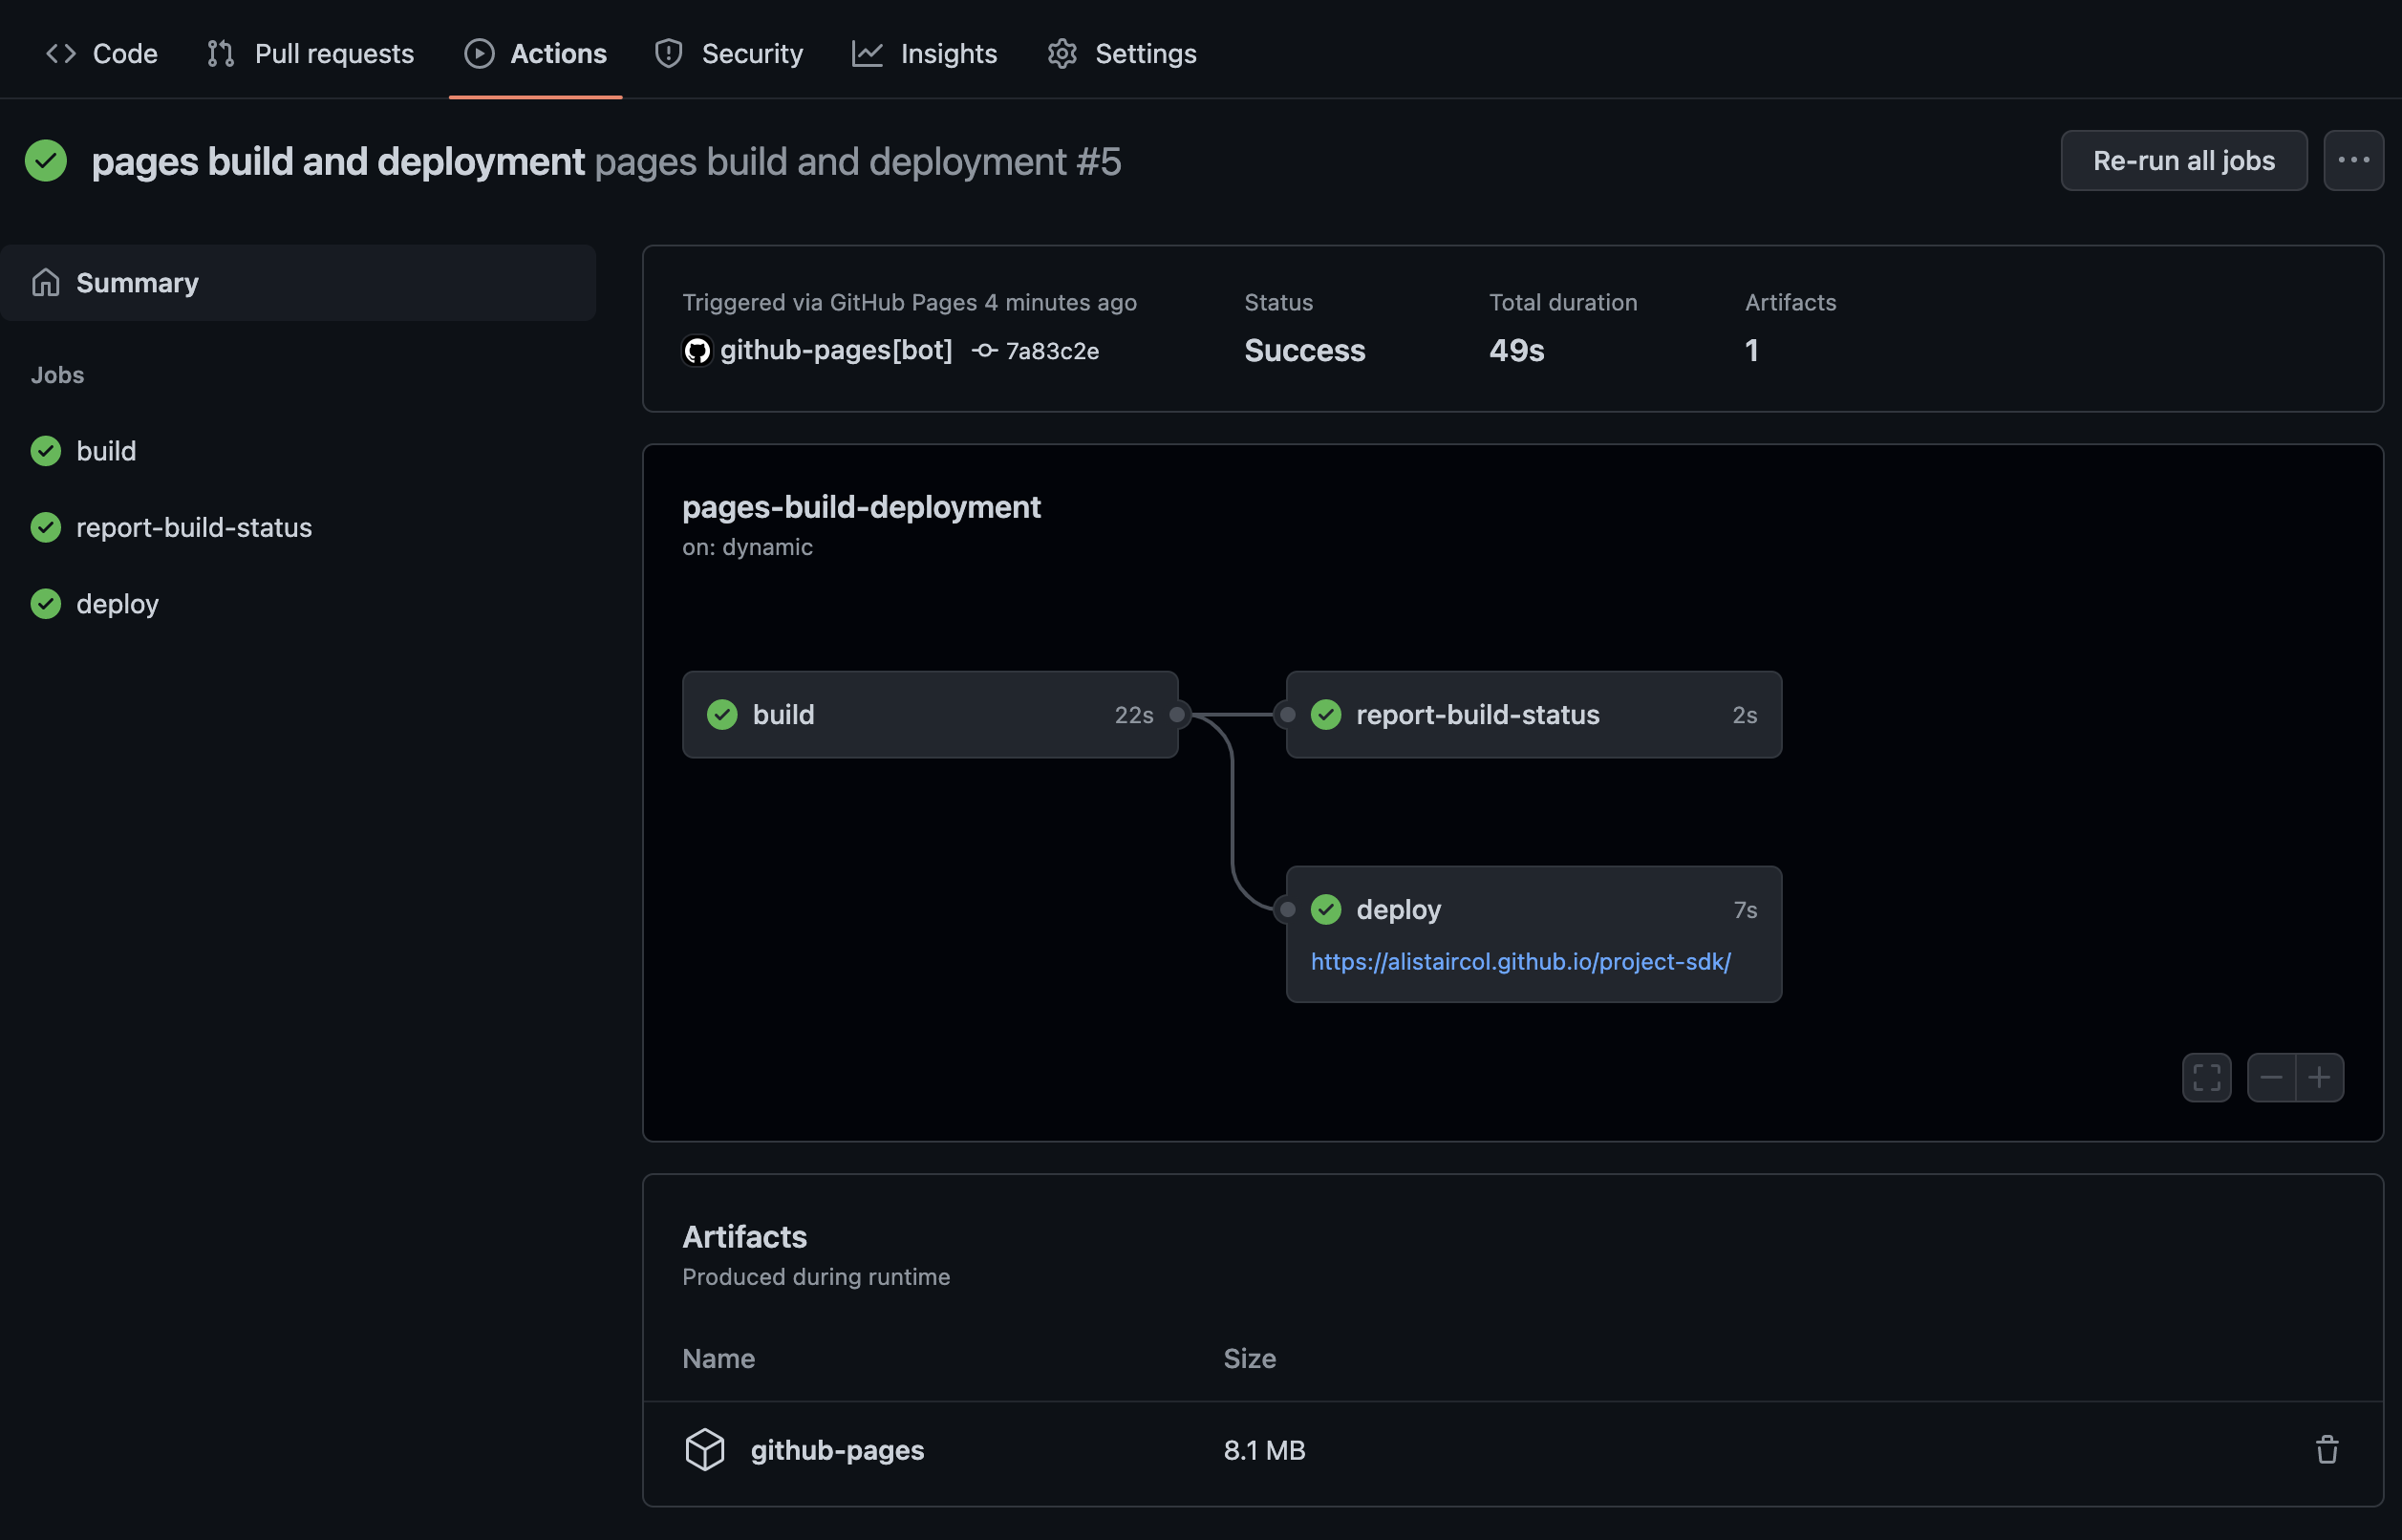 Code Pull requests Actions Security Insights Settings
pages build and deployment pages build and deployment #5
Re-run all jobs
Summary
Jobs
build
report-build-status
deploy
Triggered via GitHub Pages 4 minutes ago
github-pages[bot] 7a83c2e
Status
Success
Total duration
49s
Artifacts
1
pages-build-deployment
on: dynamic
build 22s
report-build-status 2s
deploy 7s
https://alistaircol.github.io/project-sdk/
Artifacts
Produced during runtime
Name Size
github-pages 8.1 MB